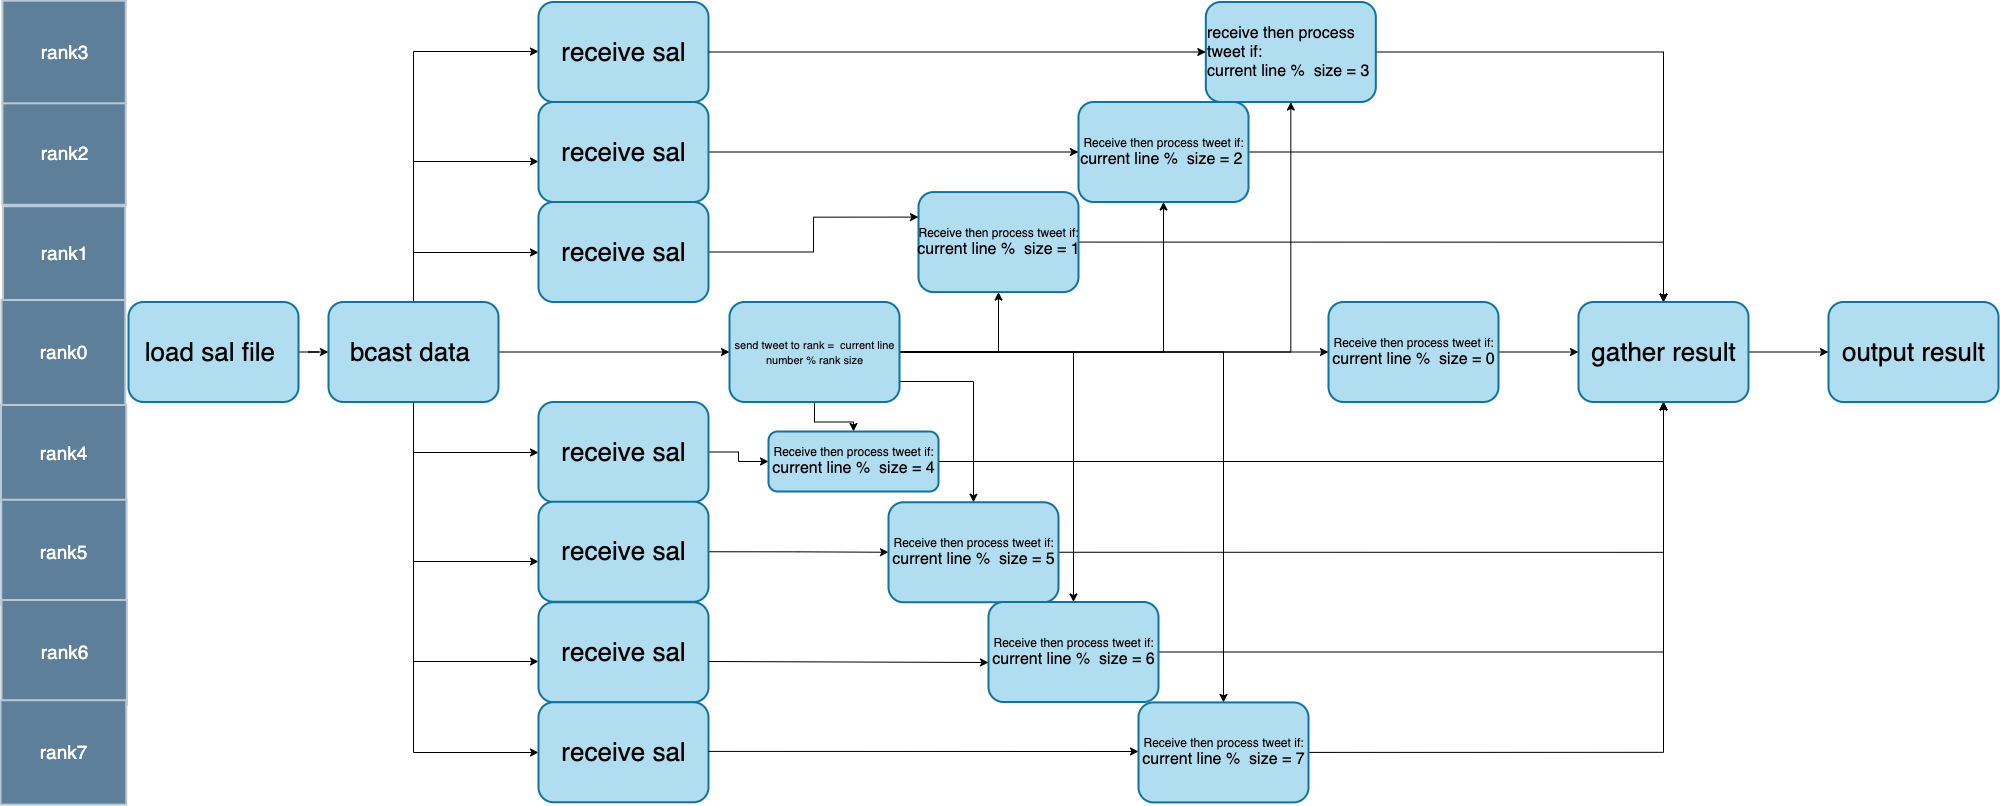 rank3
receive sal
receive then process
tweet if:
current line %  size = 3
rank2
receive sal
Receive then process tweet if:
current line %  size = 2
rank1
receive sal
Receive then process tweet if:
current line %  size = 1
rank0
load sal file
bcast data
send tweet to rank =  current line
number % rank size
Receive then process tweet if:
current line %  size = 0
gather result
output result
rank4
receive sal
Receive then process tweet if:
current line %  size = 4
rank5
receive sal
Receive then process tweet if:
current line %  size = 5
rank6
receive sal
Receive then process tweet if:
current line %  size = 6
rank7
receive sal
Receive then process tweet if:
current line %  size = 7